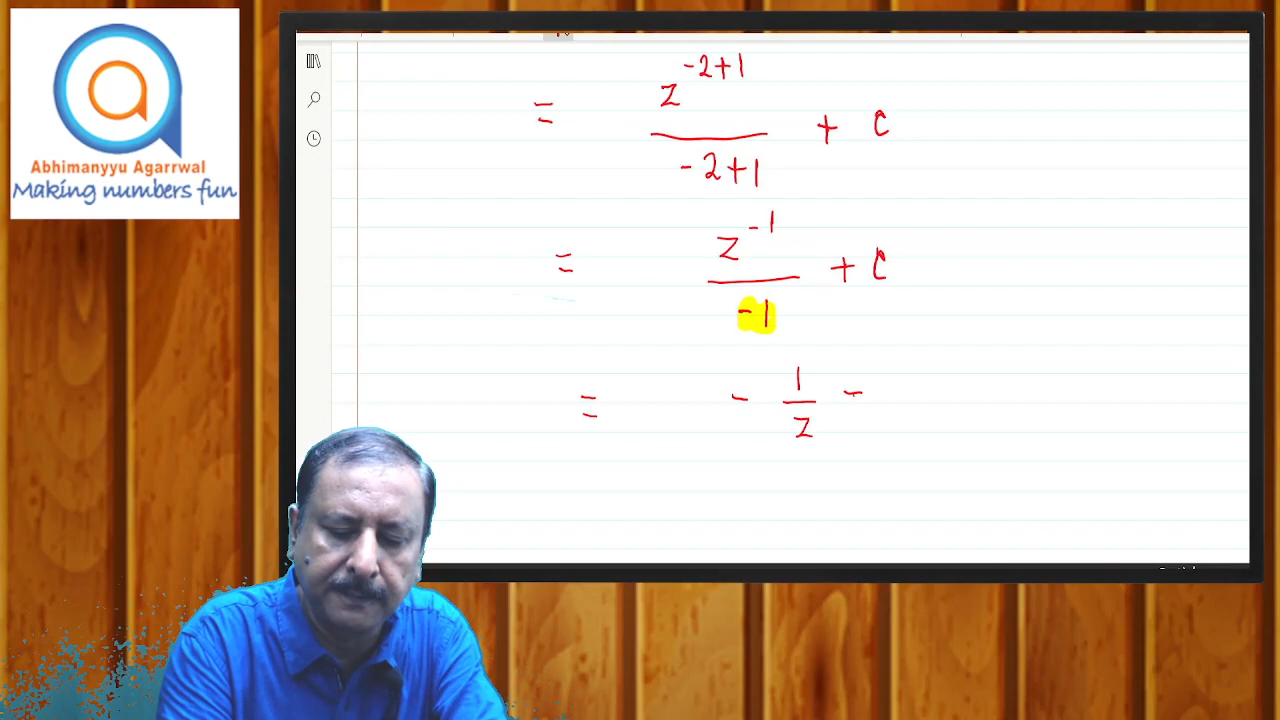 Abhimanyyu Agarrwal
Making numbers fun
= z^{-2+1} / -2+1 + c
= z^{-1} / -1 + c
= - 1/z -